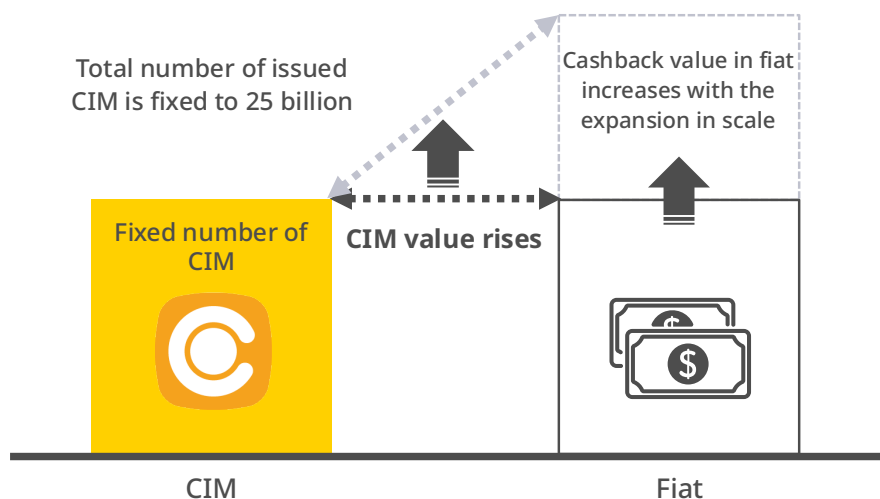 Total number of issued
CIM is fixed to 25 billion
Cashback value in fiat
increases with the
expansion in scale
Fixed number of
CIM
CIM value rises
$
$
CIM
Fiat